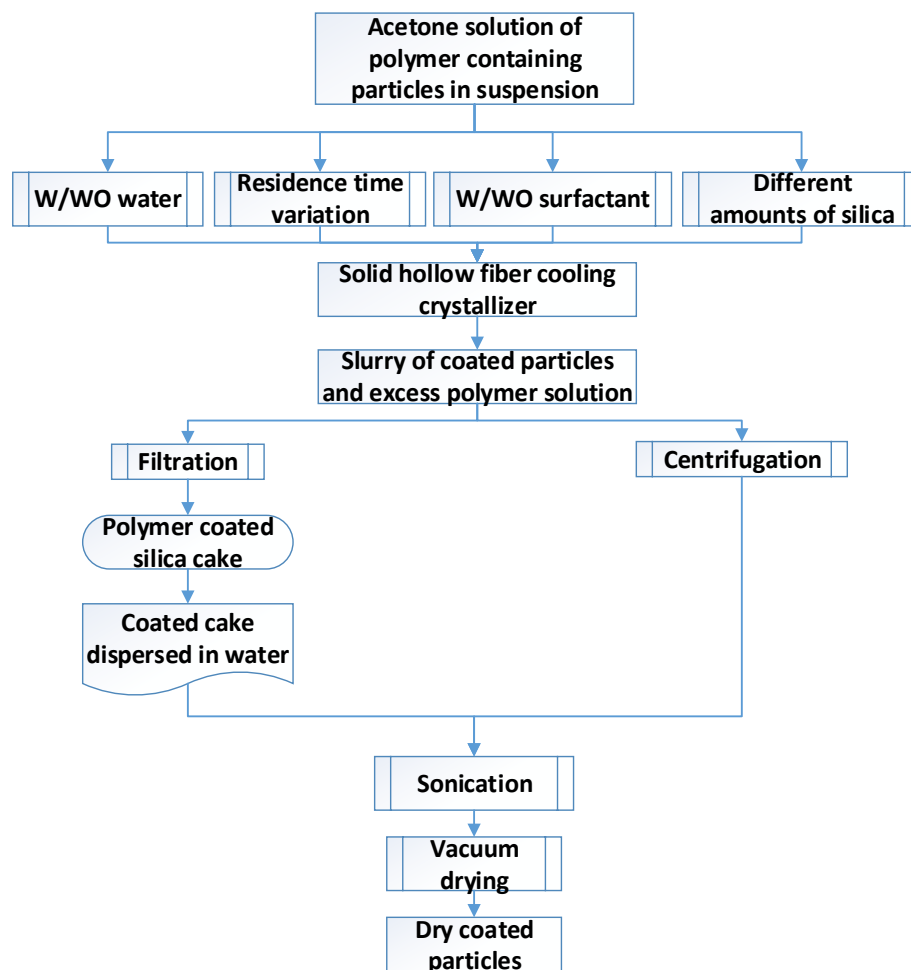 Acetone solution of
polymer containing
particles in suspension
W/WO water
Residence time
variation
W/WO surfactant
Different
amounts of silica
Solid hollow fiber cooling
crystallizer
Slurry of coated particles
and excess polymer solution
Filtration
Centrifugation
Polymer coated
silica cake
Coated cake
dispersed in water
Sonication
Vacuum
drying
Dry coated
particles